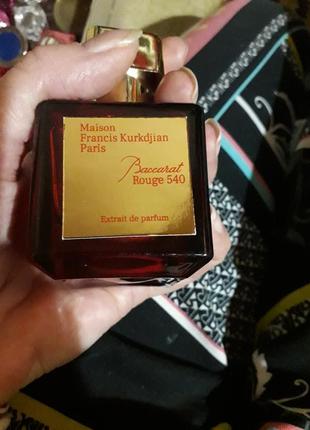 Maison
Francis Kurkdjian
Paris
Baccarat
Rouge 540
Extrait de parfum